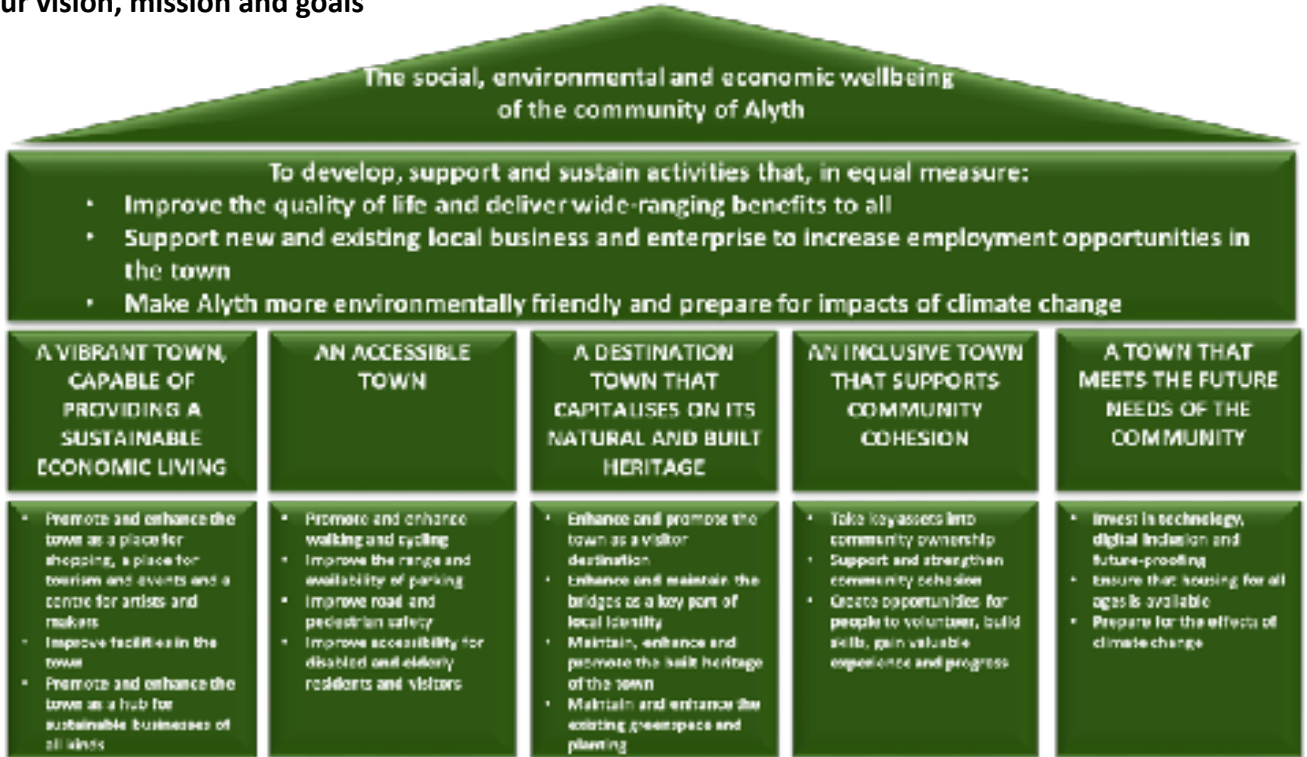 ur vision, mission and goals
The social, environmental and economic wellbeing
of the community of Alyth
To develop, support and sustain activities that, in equal measure:
• Improve the quality of life and deliver wide-ranging benefits to all
• Support new and existing local business and enterprise to increase employment opportunities in
the town
• Make Alyth more environmentally friendly and prepare for impacts of climate change
A VIBRANT TOWN,
CAPABLE OF
PROVIDING A
SUSTAINABLE
ECONOMIC LIVING
• Promote and enhance the
town as a place for
shopping, a place for
tourism and events and a
centre for artists and
makers
• Improve facilities in the
town
• Promote and enhance the
town as a hub for
sustainable businesses of
all kinds
AN ACCESSIBLE
TOWN
• Promote and enhance
walking and cycling
• Improve the range and
availability of parking
• Improve road and
pedestrian safety
• Improve accessibility for
disabled and elderly
residents and visitors
A DESTINATION
TOWN THAT
CAPITALISES ON ITS
NATURAL AND BUILT
HERITAGE
• Enhance and promote the
town as a visitor
destination
• Enhance and maintain the
bridges as a key part of
local identity
• Maintain, enhance and
promote the built heritage
of the town
• Maintain and enhance the
existing greenspace and
planting
AN INCLUSIVE TOWN
THAT SUPPORTS
COMMUNITY
COHESION
• Take key assets into
community ownership
• Support and strengthen
community cohesion
• Create opportunities for
people to volunteer, build
skills, gain valuable
experience and progress
A TOWN THAT
MEETS THE FUTURE
NEEDS OF THE
COMMUNITY
• Invest in technology,
digital inclusion and
future-proofing
• Ensure that housing for all
ages is available
• Prepare for the effects of
climate change